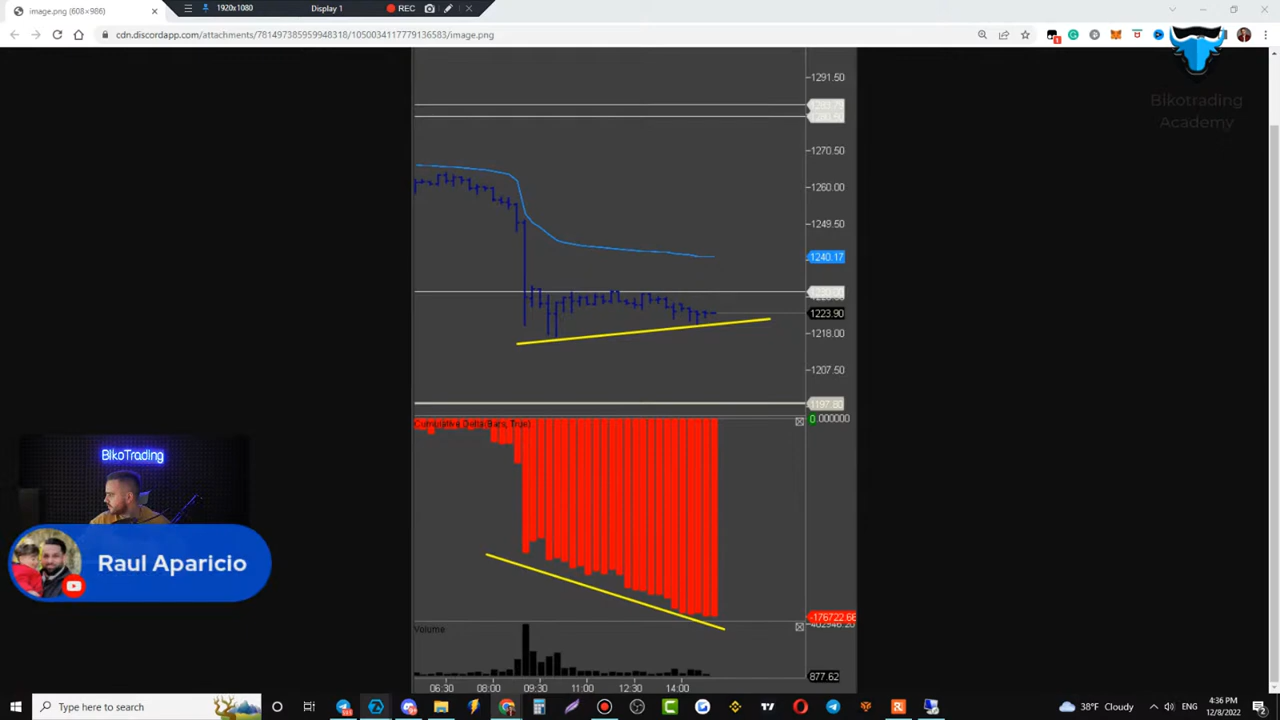 image.png (608×986)
1920x1080
Display 1
REC
cdn.discordapp.com/attachments/781497385959948318/1050034117779136583/image.png
Bikotrading
Academy
1291.50
1270.50
1260.00
1249.50
1240.17
1223.90
1218.00
1207.50
1197.80
Cumulative Delta(Bars, True)
0.000000
-176722.66
Volume
877.62
06:30
08:00
09:30
11:00
12:30
14:00
BikoTrading
Raul Aparicio
Type here to search
38°F Cloudy
ENG
4:36 PM
12/8/2022